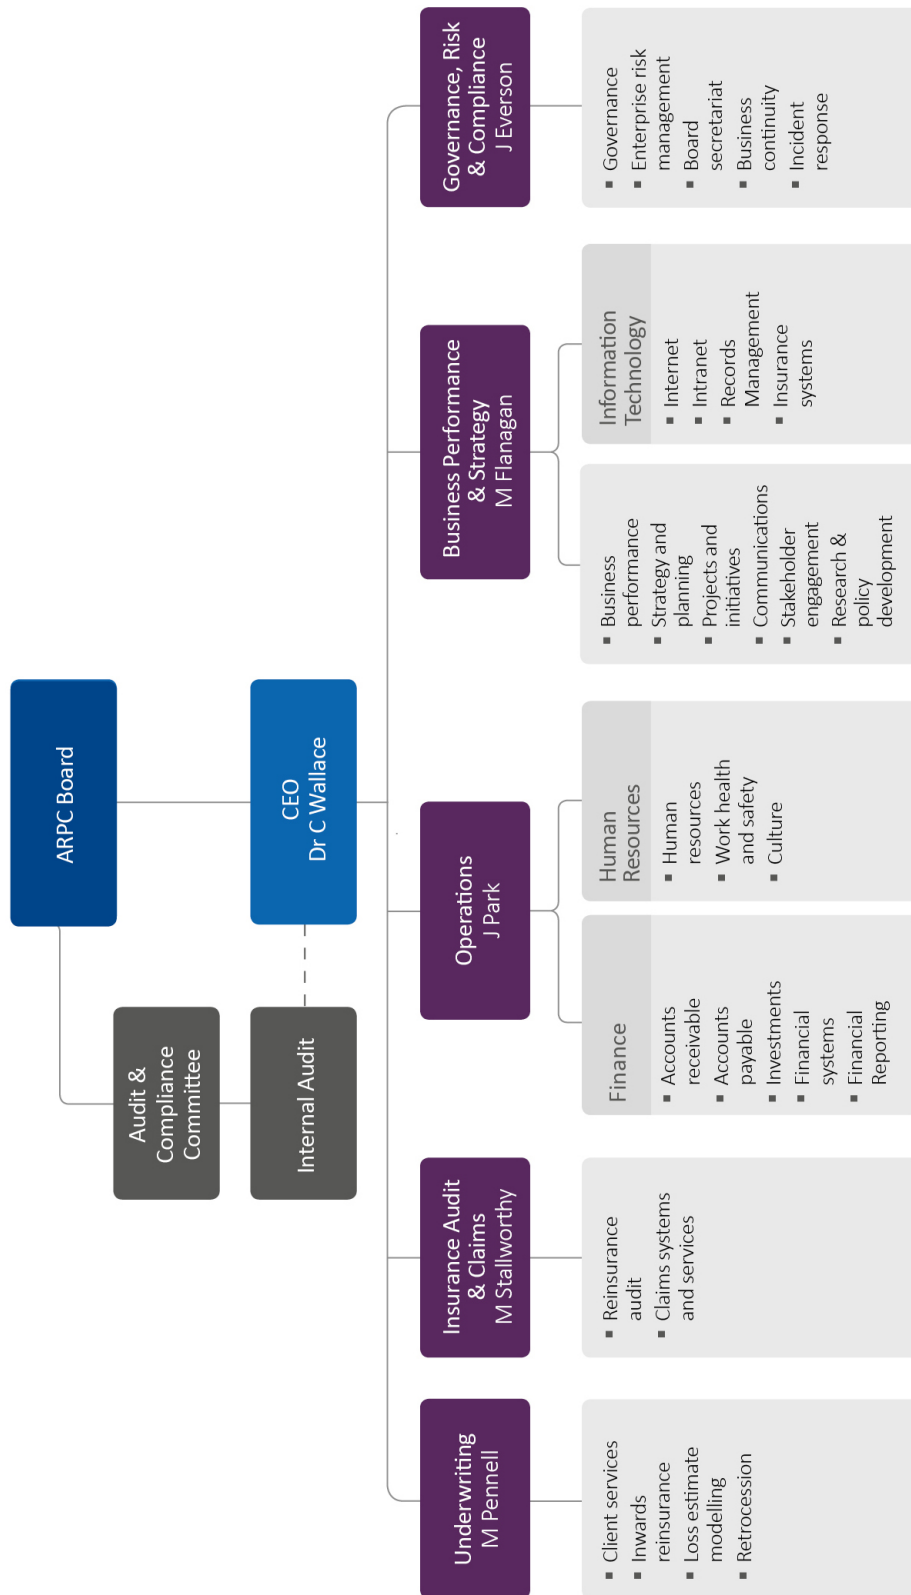 ARPC Board
Audit &
Compliance
Committee
Internal Audit
CEO
Dr C Wallace
Underwriting
M Pennell
Insurance Audit
& Claims
M Stallworthy
Operations
J Park
Business Performance
& Strategy
M Flanagan
Governance, Risk
& Compliance
J Everson
▪ Client services
▪ Inwards
reinsurance
▪ Loss estimate
modelling
▪ Retrocession
▪ Reinsurance
audit
▪ Claims systems
and services
Finance
▪ Accounts
receivable
▪ Accounts
payable
▪ Investments
▪ Financial
systems
▪ Financial
Reporting
Human
Resources
▪ Human
resources
▪ Work health
and safety
▪ Culture
▪ Business
performance
▪ Strategy and
planning
▪ Projects and
initiatives
▪ Communications
▪ Stakeholder
engagement
▪ Research &
policy
development
Information
Technology
▪ Internet
▪ Intranet
▪ Records
Management
▪ Insurance
systems
▪ Governance
▪ Enterprise risk
management
▪ Board
secretariat
▪ Business
continuity
▪ Incident
response